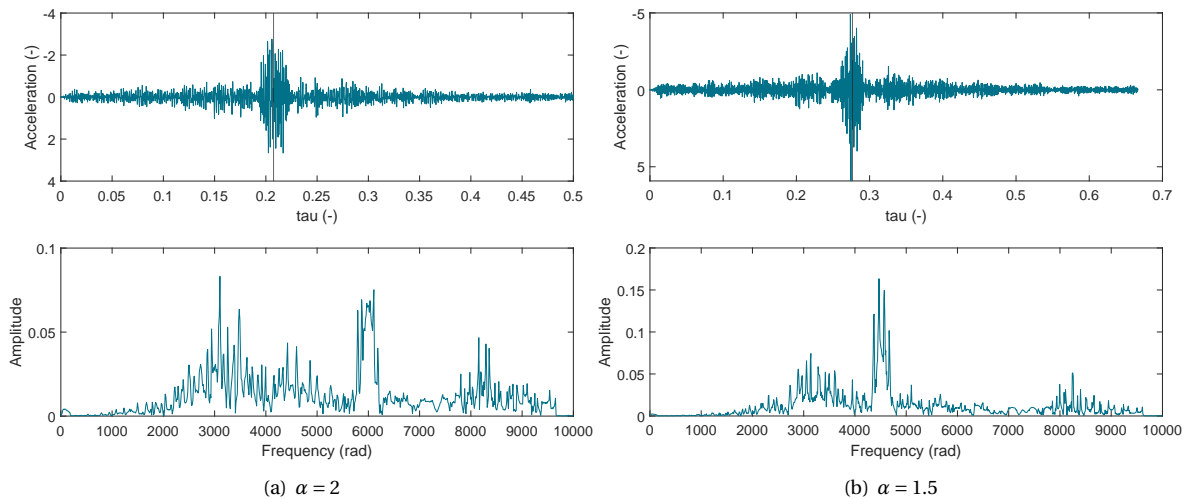 -4
-2
0
2
4
Acceleration (-)
0 0.05 0.1 0.15 0.2 0.25 0.3 0.35 0.4 0.45 0.5
tau (-)
0.1
0.05
0
Amplitude
0 1000 2000 3000 4000 5000 6000 7000 8000 9000 10000
Frequency (rad)
(a) α = 2
-5
0
5
Acceleration (-)
0 0.1 0.2 0.3 0.4 0.5 0.6 0.7
tau (-)
0.2
0.15
0.1
0.05
0
Amplitude
0 1000 2000 3000 4000 5000 6000 7000 8000 9000 10000
Frequency (rad)
(b) α = 1.5